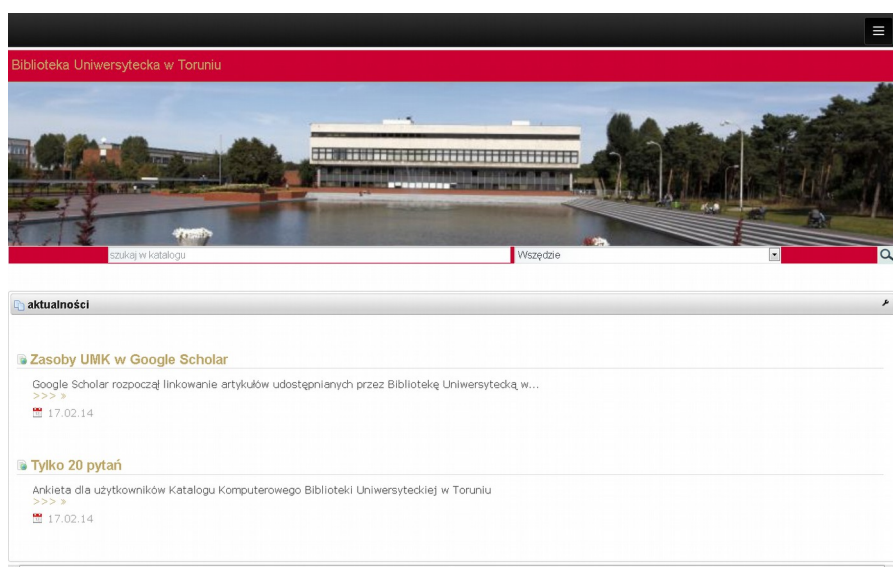 Biblioteka Uniwersytecka w Toruniu
szukaj w katalogu
Wszędzie
aktualności
Zasoby UMK w Google Scholar
Google Scholar rozpoczął linkowanie artykułów udostępnianych przez Bibliotekę Uniwersytecką w...
>>> »
17.02.14
Tylko 20 pytań
Ankieta dla użytkowników Katalogu Komputerowego Biblioteki Uniwersyteckiej w Toruniu
>>> »
17.02.14